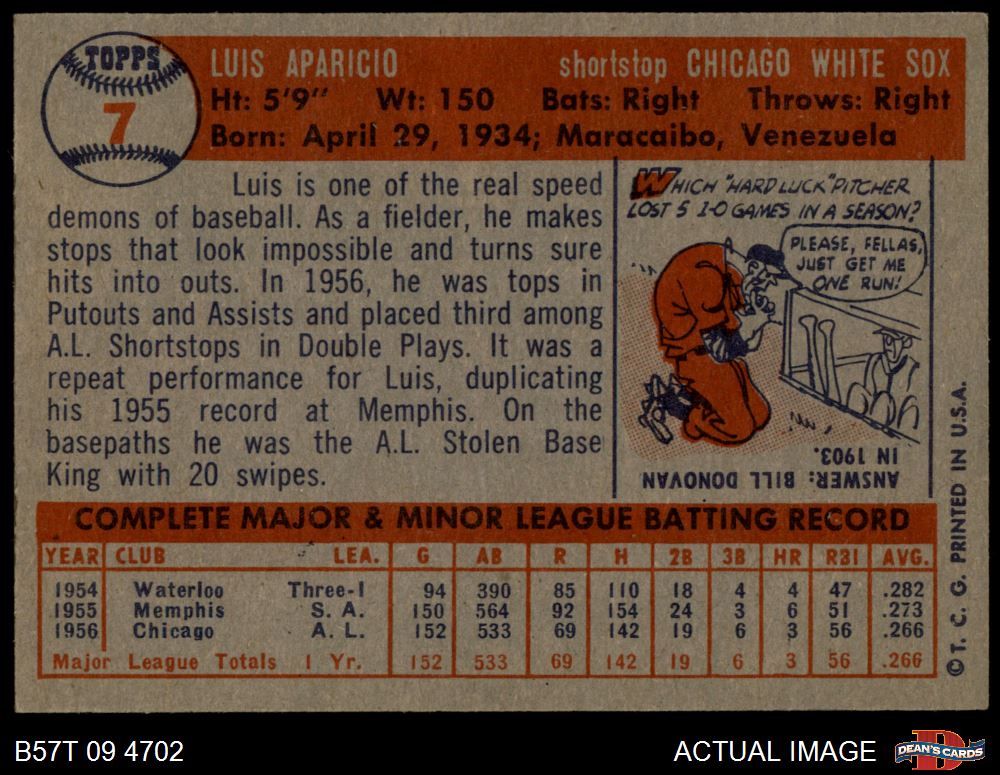 TOPPS
7
LUIS APARICIO shortstop CHICAGO WHITE SOX
Ht: 5'9" Wt: 150 Bats: Right Throws: Right
Born: April 29, 1934; Maracaibo, Venezuela
Luis is one of the real speed
demons of baseball. As a fielder, he makes
stops that look impossible and turns sure
hits into outs. In 1956, he was tops in
Putouts and Assists and placed third among
A.L. Shortstops in Double Plays. It was a
repeat performance for Luis, duplicating
his 1955 record at Memphis. On the
basepaths he was the A.L. Stolen Base
King with 20 swipes.
WHICH "HARD LUCK" PITCHER
LOST 5 1-0 GAMES IN A SEASON?
PLEASE, FELLAS,
JUST GET ME
ONE RUN!
ANSWER: BILL DONOVAN
IN 1903.
COMPLETE MAJOR & MINOR LEAGUE BATTING RECORD
YEAR CLUB LEA. G AB R H 2B 3B HR RBI AVG.
1954 Waterloo Three-I 94 390 85 110 18 4 4 47 .282
1955 Memphis S. A. 150 564 92 154 24 3 6 51 .273
1956 Chicago A. L. 152 533 69 142 19 6 3 56 .266
Major League Totals 1 Yr. 152 533 69 142 19 6 3 56 .266
© T. C. G. PRINTED IN U.S.A.
B57T 09 4702 ACTUAL IMAGE
D
DEAN'S CARDS